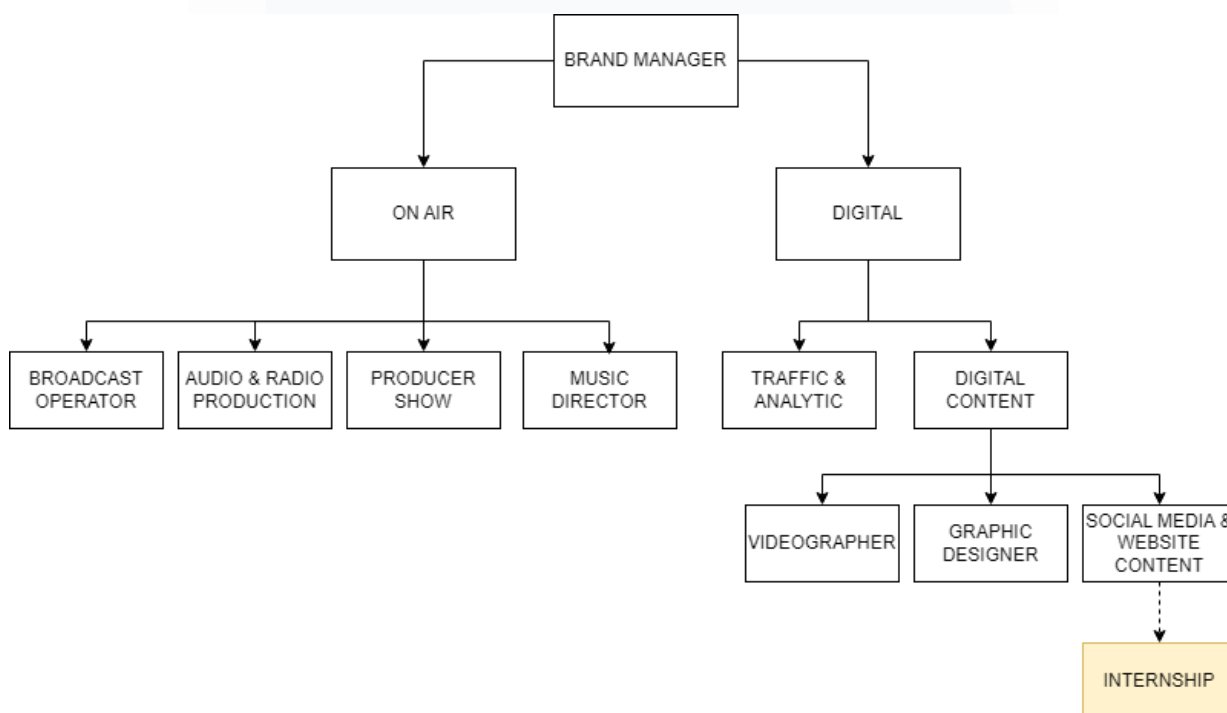 BRAND MANAGER
ON AIR
DIGITAL
BROADCAST
OPERATOR
AUDIO & RADIO
PRODUCTION
PRODUCER
SHOW
MUSIC
DIRECTOR
TRAFFIC &
ANALYTIC
DIGITAL
CONTENT
VIDEOGRAPHER
GRAPHIC
DESIGNER
SOCIAL MEDIA &
WEBSITE
CONTENT
INTERNSHIP